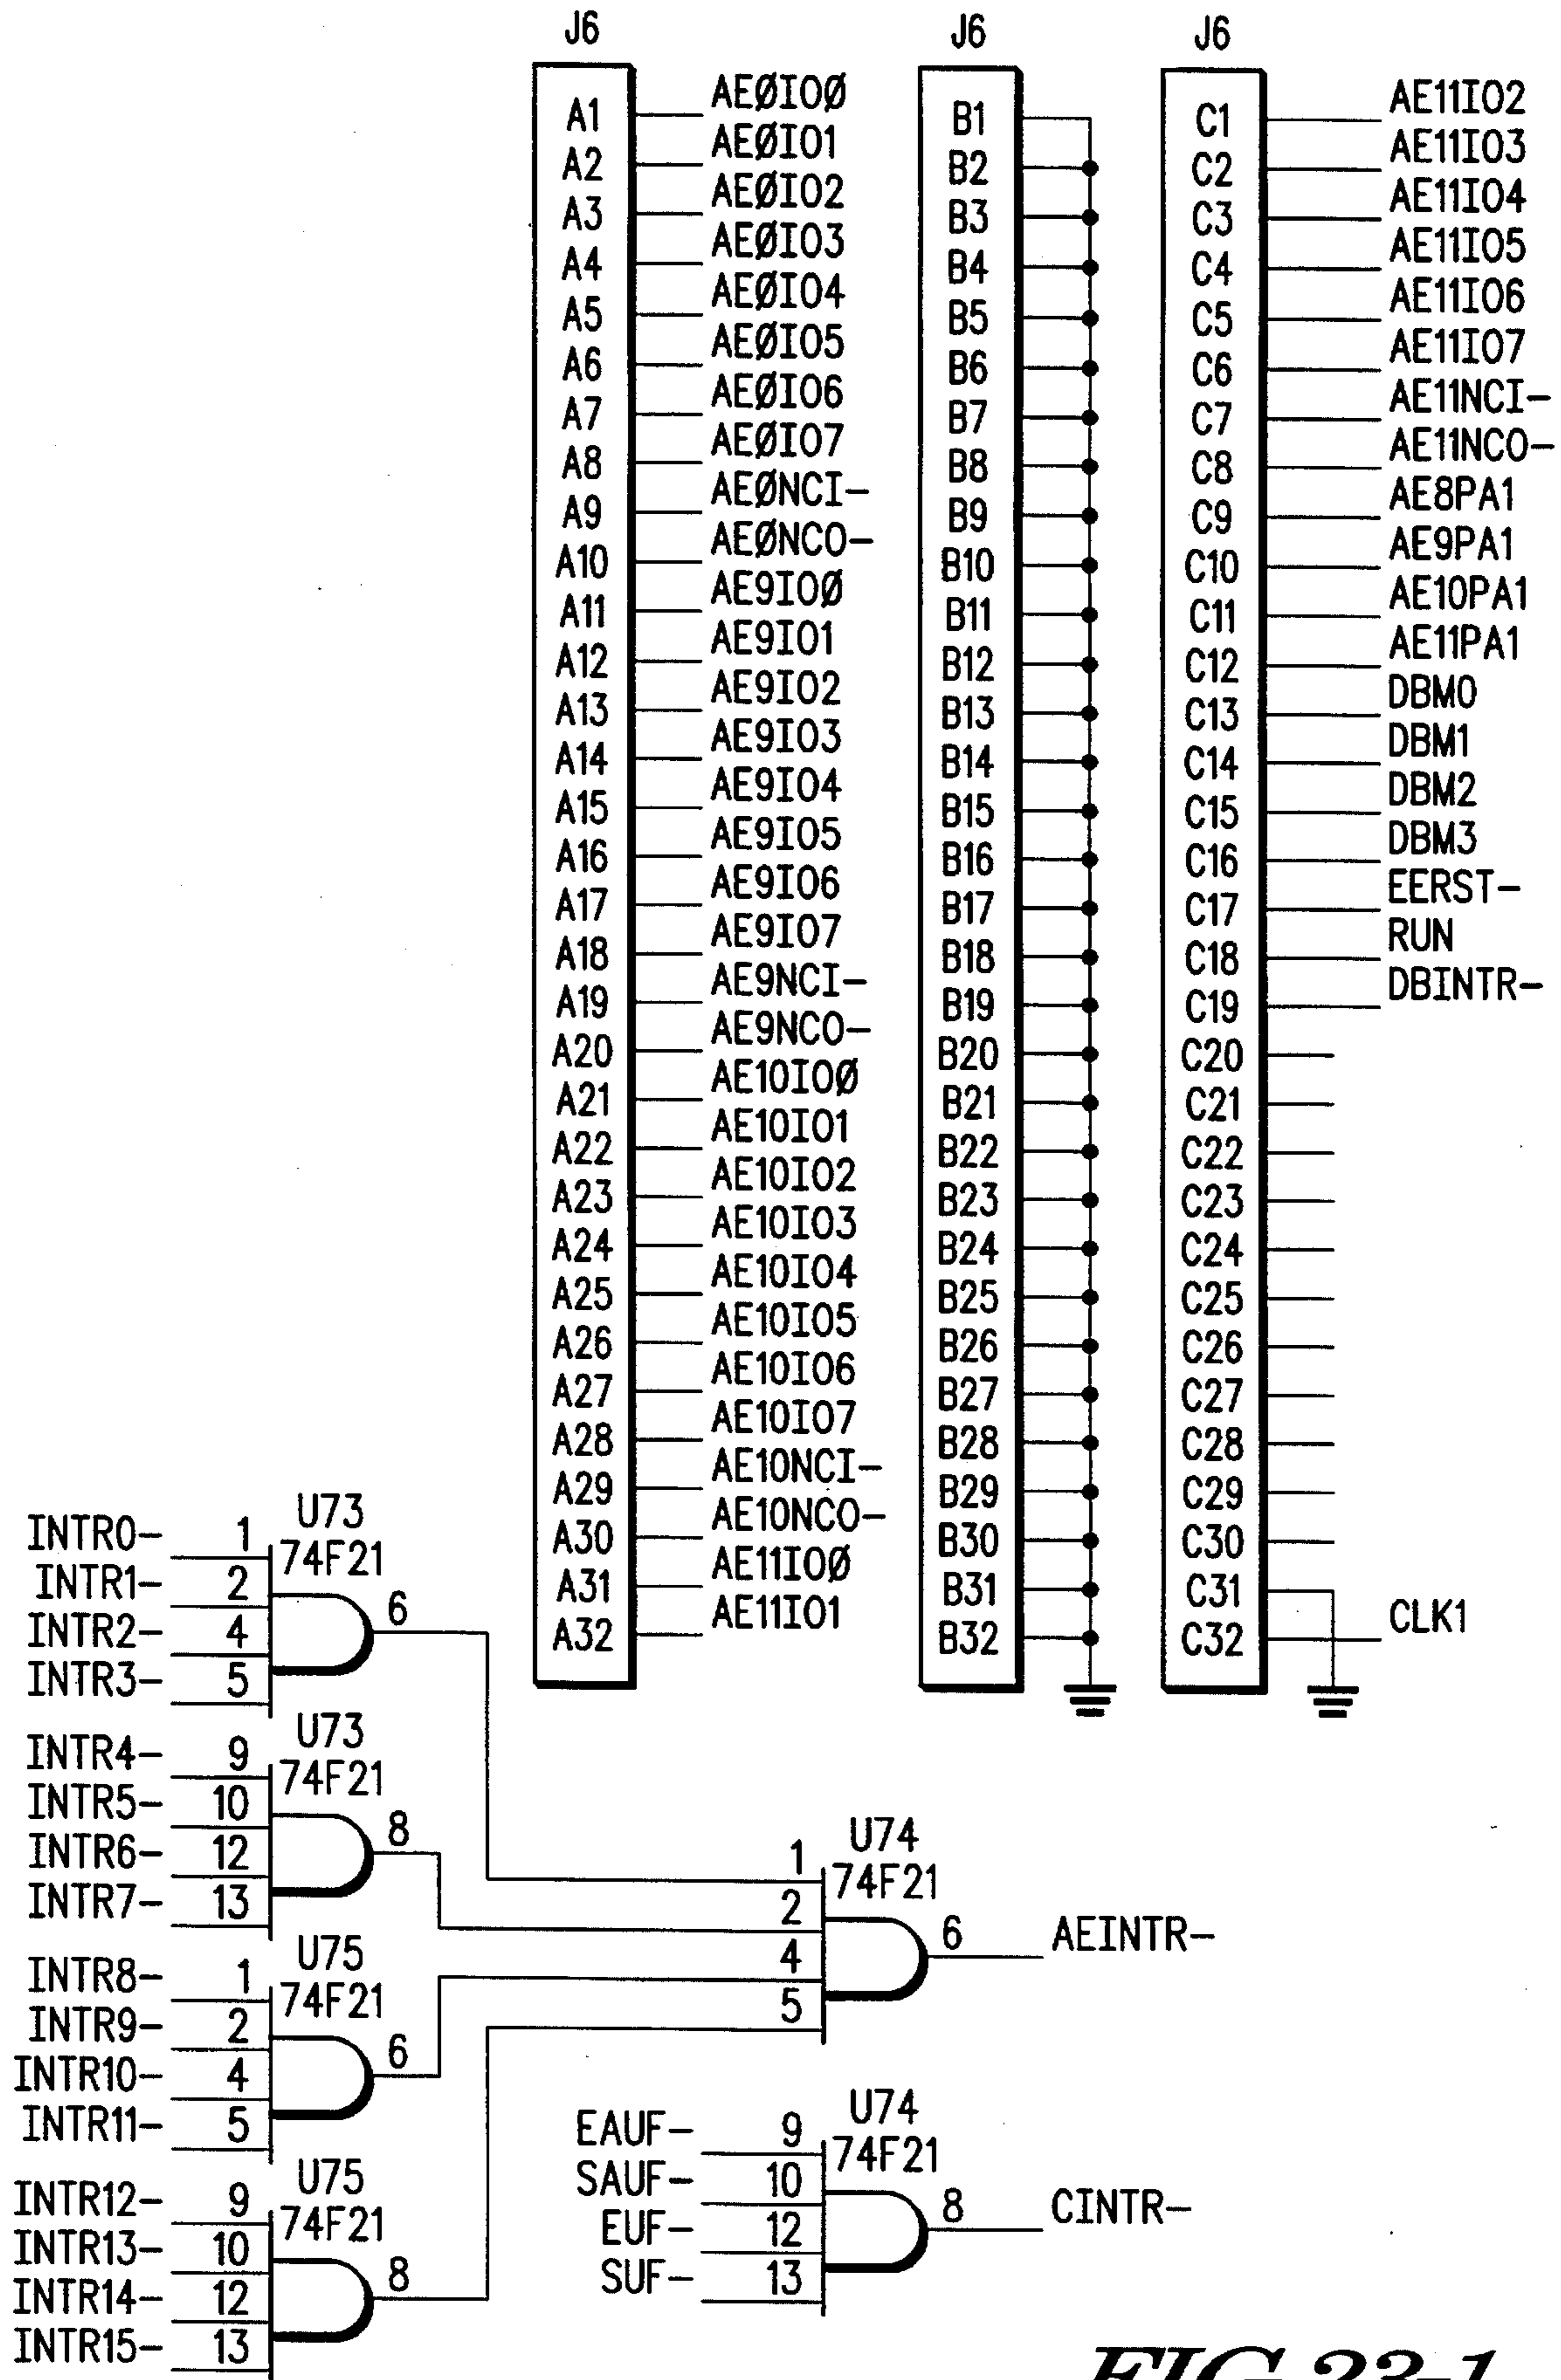 J6
A1 AEØIOØ
A2 AEØIO1
A3 AEØIO2
A4 AEØIO3
A5 AEØIO4
A6 AEØIO5
A7 AEØIO6
A8 AEØIO7
A9 AEØNCI-
A10 AEØNCO-
A11 AE9IOØ
A12 AE9IO1
A13 AE9IO2
A14 AE9IO3
A15 AE9IO4
A16 AE9IO5
A17 AE9IO6
A18 AE9IO7
A19 AE9NCI-
A20 AE9NCO-
A21 AE10IOØ
A22 AE10IO1
A23 AE10IO2
A24 AE10IO3
A25 AE10IO4
A26 AE10IO5
A27 AE10IO6
A28 AE10IO7
A29 AE10NCI-
A30 AE10NCO-
A31 AE11IOØ
A32 AE11IO1
J6
B1
B2
B3
B4
B5
B6
B7
B8
B9
B10
B11
B12
B13
B14
B15
B16
B17
B18
B19
B20
B21
B22
B23
B24
B25
B26
B27
B28
B29
B30
B31
B32
J6
C1 AE11IO2
C2 AE11IO3
C3 AE11IO4
C4 AE11IO5
C5 AE11IO6
C6 AE11IO7
C7 AE11NCI-
C8 AE11NCO-
C9 AE8PA1
C10 AE9PA1
C11 AE10PA1
C12 AE11PA1
C13 DBM0
C14 DBM1
C15 DBM2
C16 DBM3
C17 EERST-
C18 RUN
C19 DBINTR-
C20
C21
C22
C23
C24
C25
C26
C27
C28
C29
C30
C31
C32 CLK1
U73
74F21
INTR0- 1
INTR1- 2
INTR2- 4
INTR3- 5
6
U73
74F21
INTR4- 9
INTR5- 10
INTR6- 12
INTR7- 13
8
U75
74F21
INTR8- 1
INTR9- 2
INTR10- 4
INTR11- 5
6
U75
74F21
INTR12- 9
INTR13- 10
INTR14- 12
INTR15- 13
8
U74
74F21
1
2
4
5
6 AEINTR-
U74
74F21
EAUF- 9
SAUF- 10
EUF- 12
SUF- 13
8 CINTR-
FIG.23-1